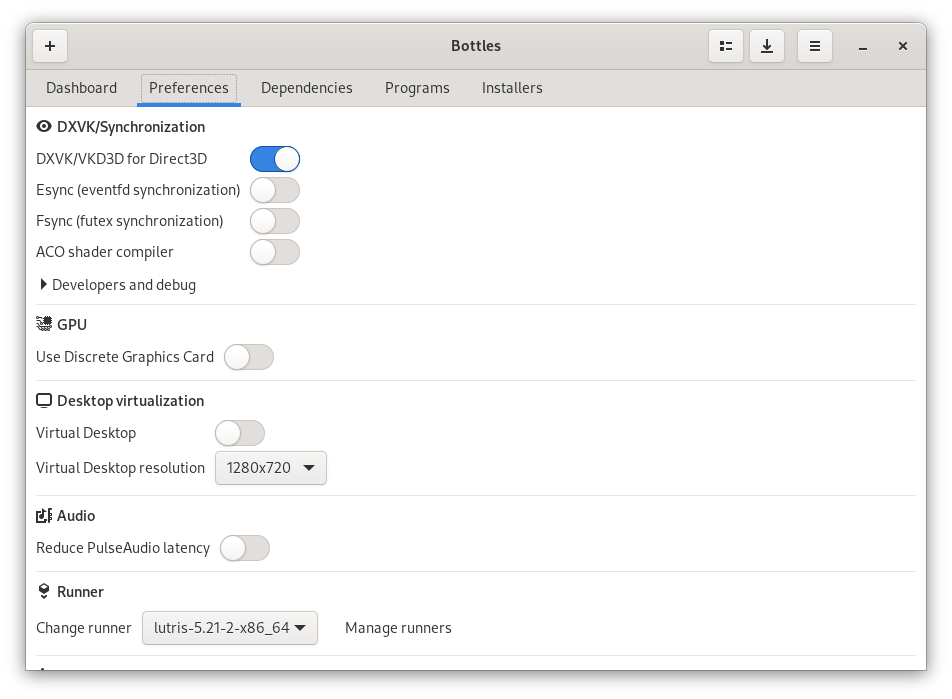 Bottles
Dashboard Preferences Dependencies Programs Installers
DXVK/Synchronization
DXVK/VKD3D for Direct3D
Esync (eventfd synchronization)
Fsync (futex synchronization)
ACO shader compiler
Developers and debug
GPU
Use Discrete Graphics Card
Desktop virtualization
Virtual Desktop
Virtual Desktop resolution 1280x720
Audio
Reduce PulseAudio latency
Runner
Change runner lutris-5.21-2-x86_64 Manage runners